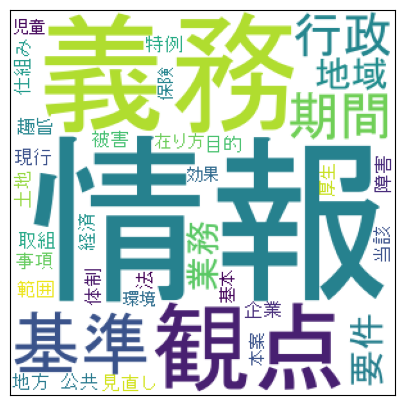 児童
仕組み
義務
特例
保険
行政
地域
期間
趣旨
被害
在り方
目的
現行
土地
情報
効果
厚生
障害
当該
取組
経済
業務
事項
範囲
体制
法
環境
基本
企業
基準
観点
本案
要件
地方
公共
見直し